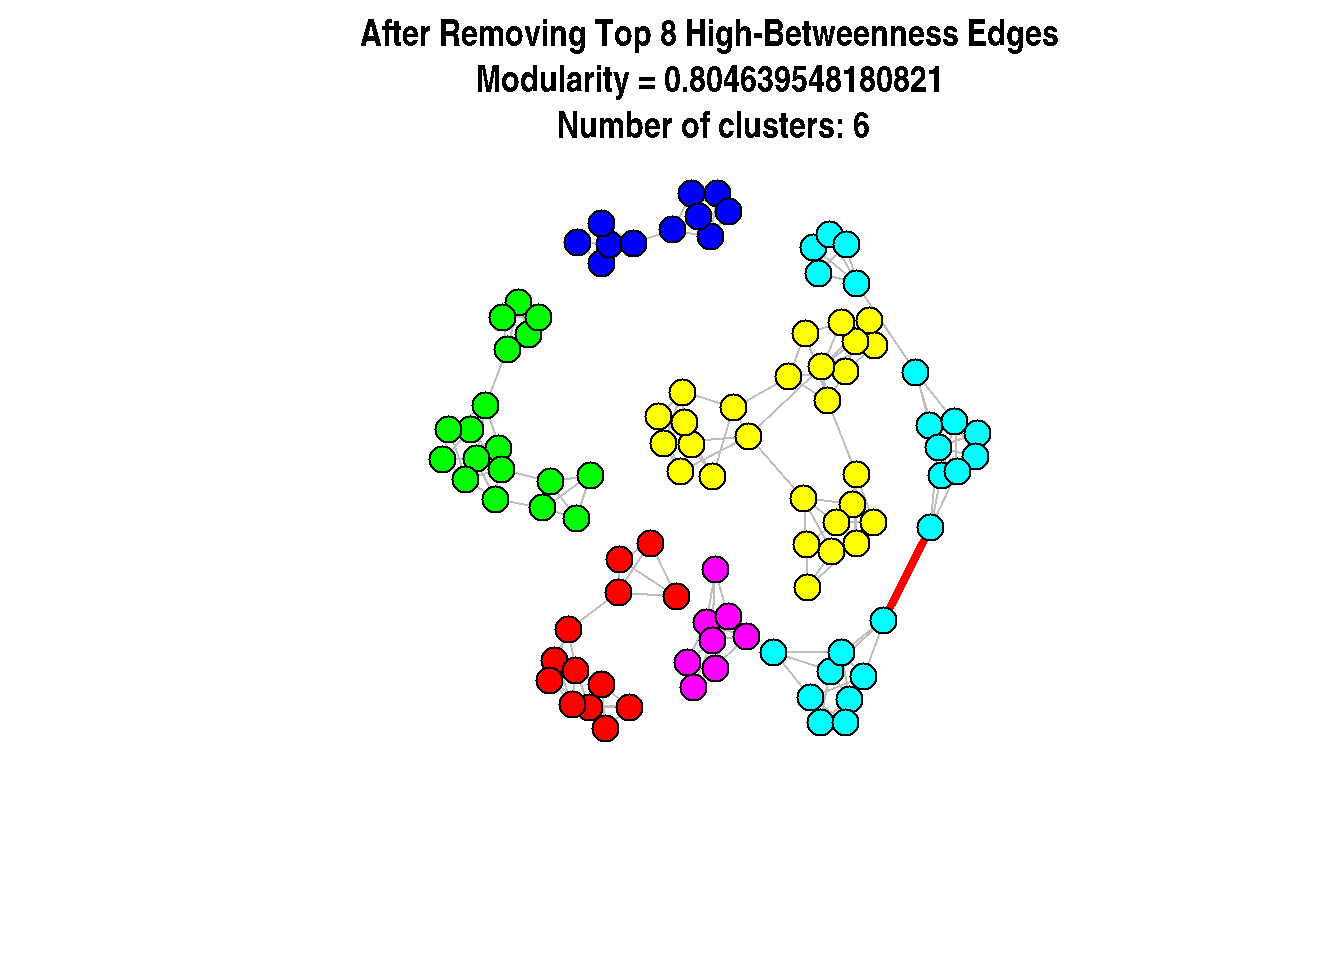 After Removing Top 8 High-Betweenness Edges
Modularity = 0.804639548180821
Number of clusters: 6